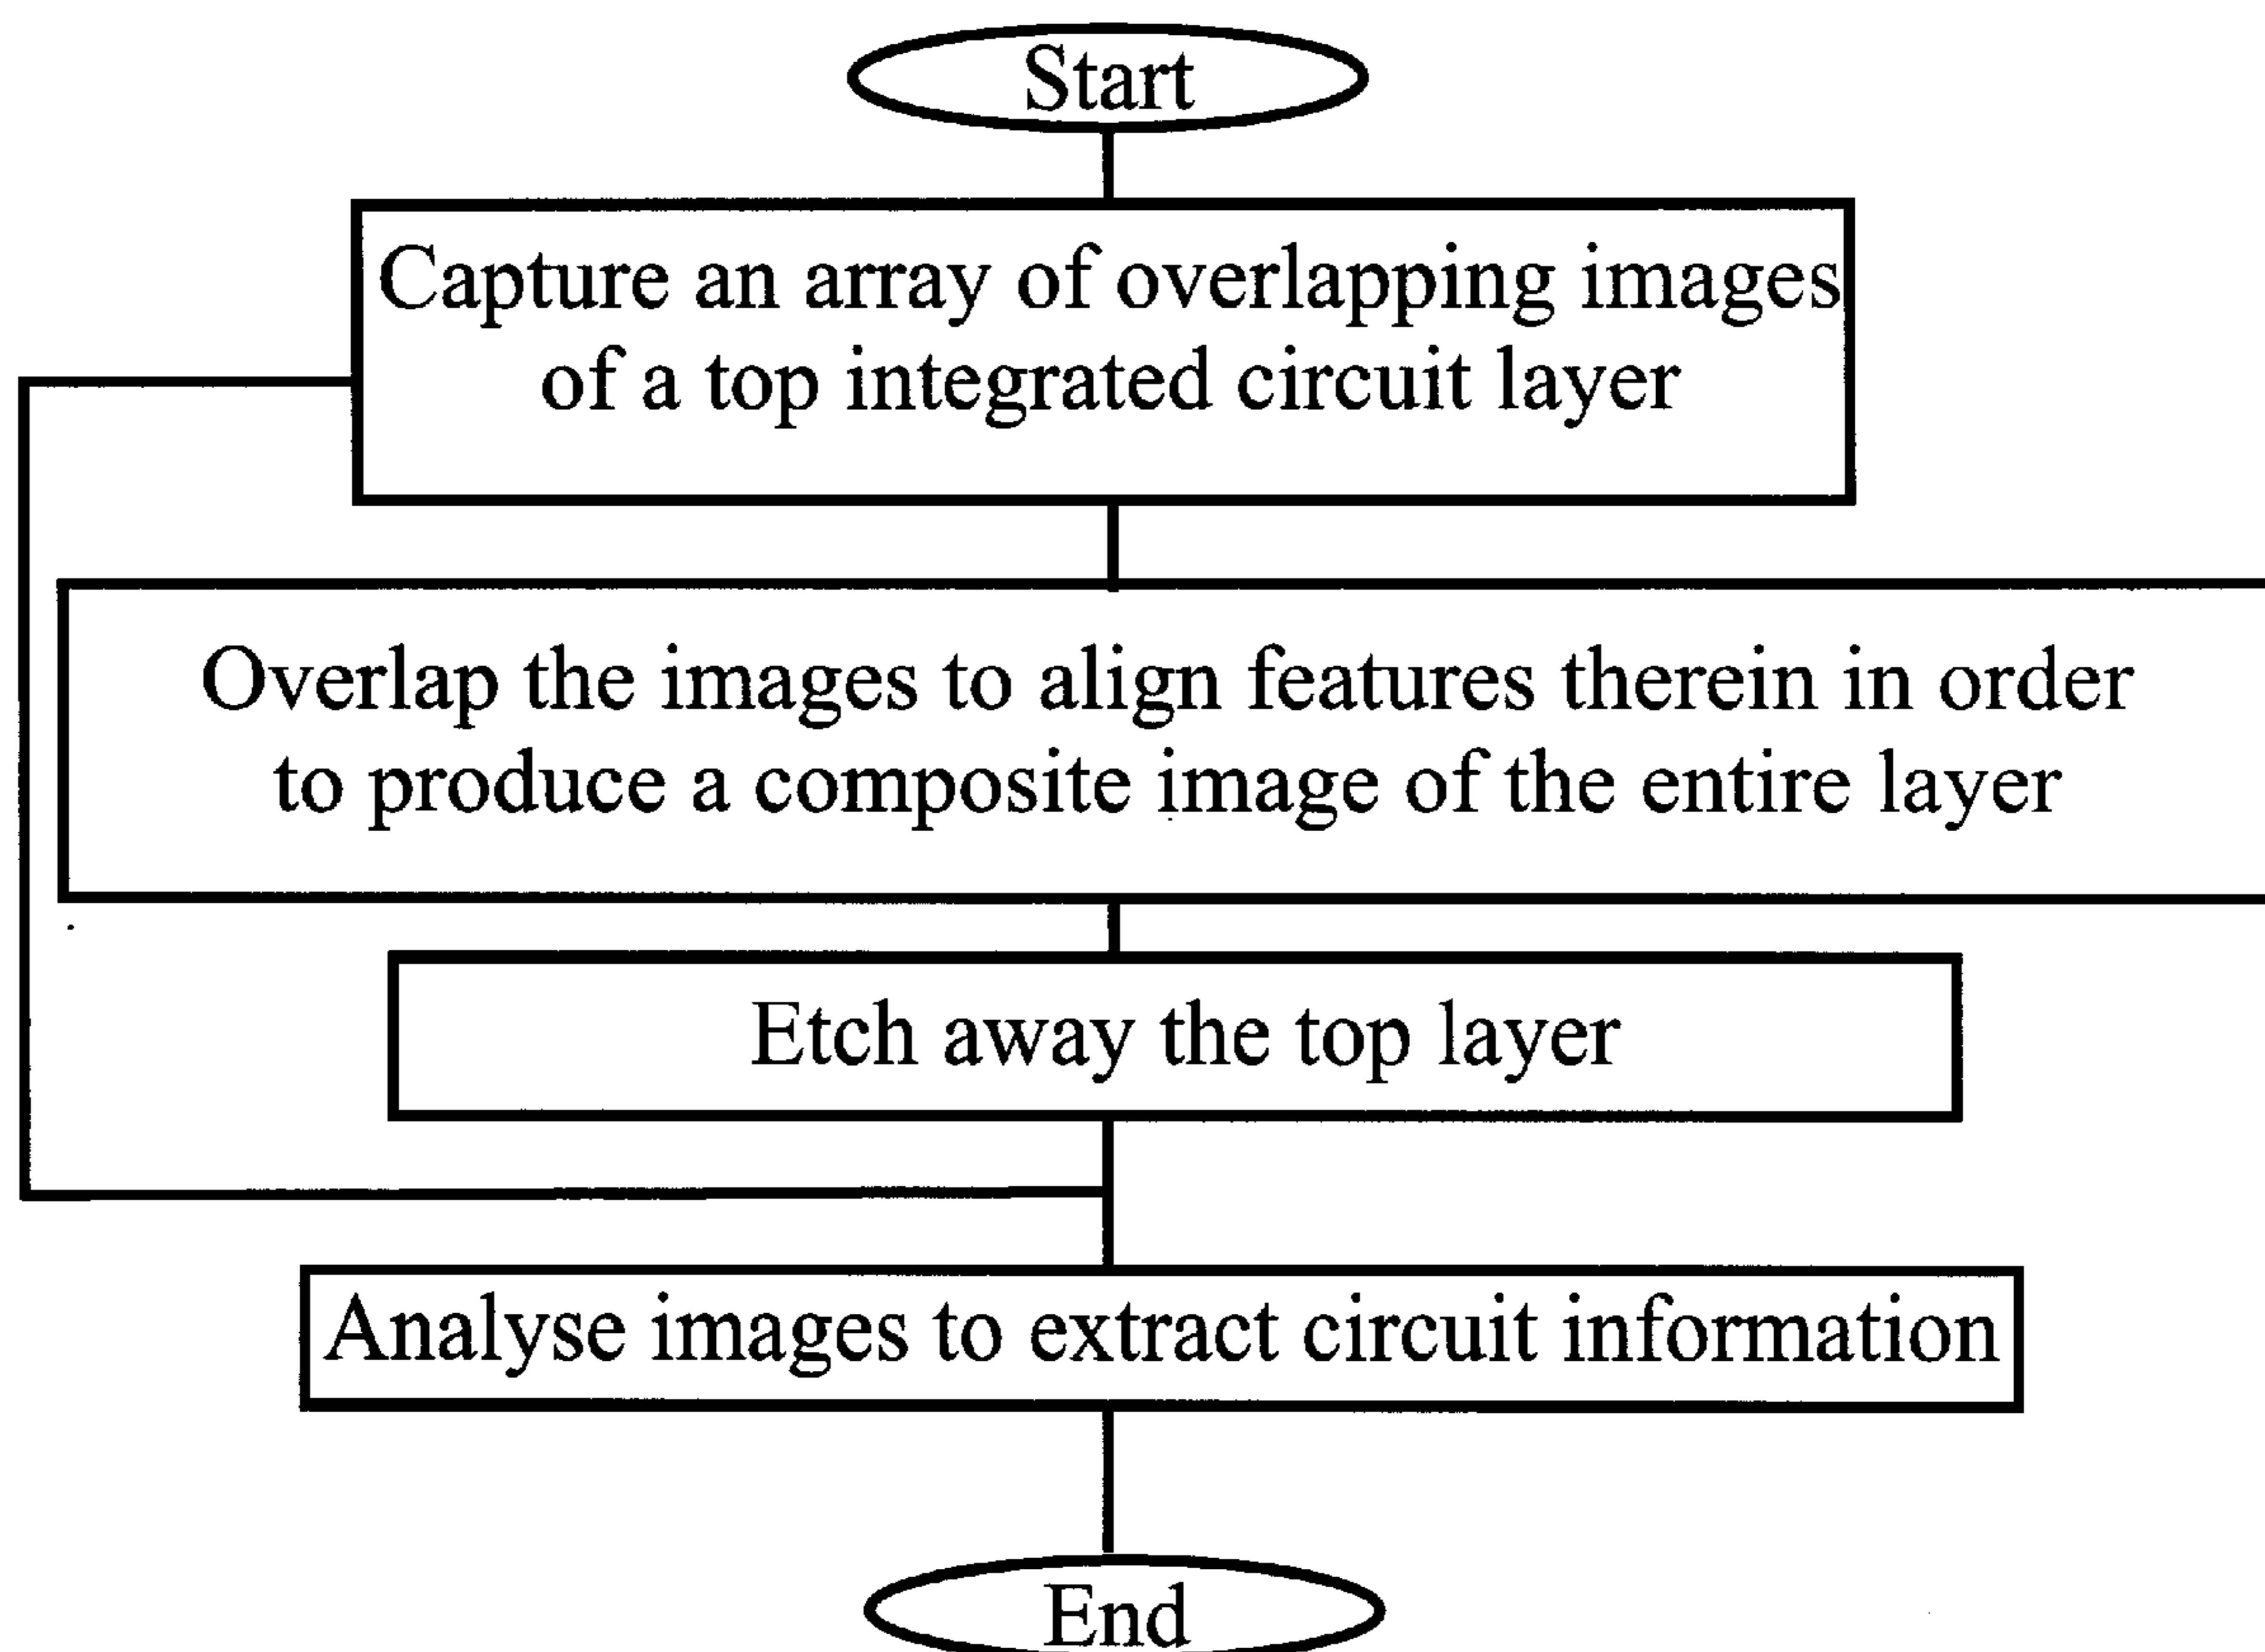 Start
Capture an array of overlapping images
of a top integrated circuit layer
Overlap the images to align features therein in order
to produce a composite image of the entire layer
Etch away the top layer
Analyse images to extract circuit information
End